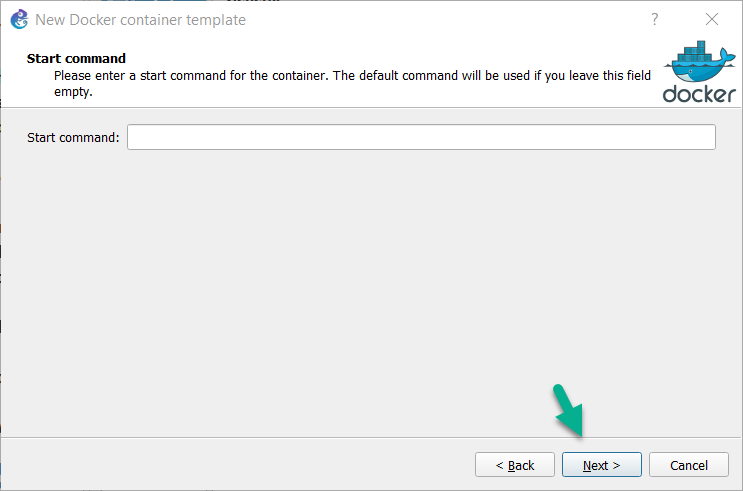 New Docker container template
?
Start command
Please enter a start command for the container. The default command will be used if you leave this field
empty.
docker
Start command:
< Back
Next >
Cancel